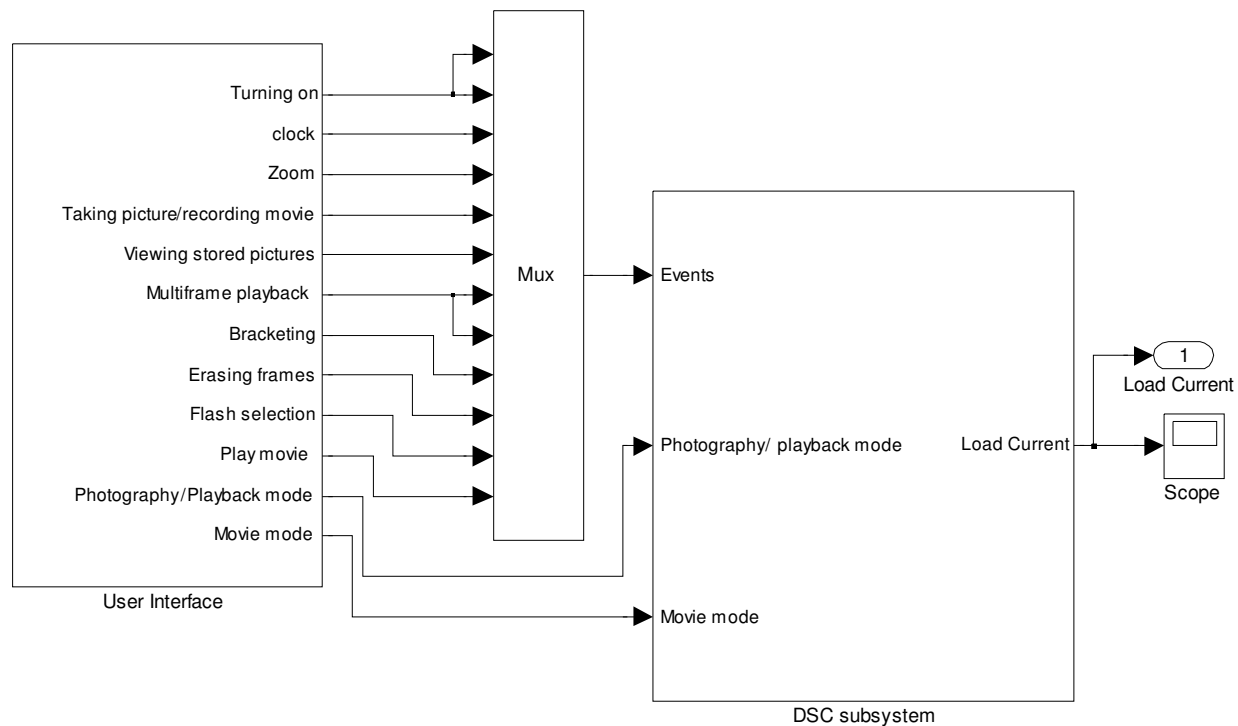 Turning on
clock
Zoom
Taking picture/recording movie
Viewing stored pictures
Multiframe playback
Bracketing
Erasing frames
Flash selection
Play movie
Photography/Playback mode
Movie mode
User Interface
Mux
Events
Photography/ playback mode
Movie mode
Load Current
DSC subsystem
1
Load Current
Scope